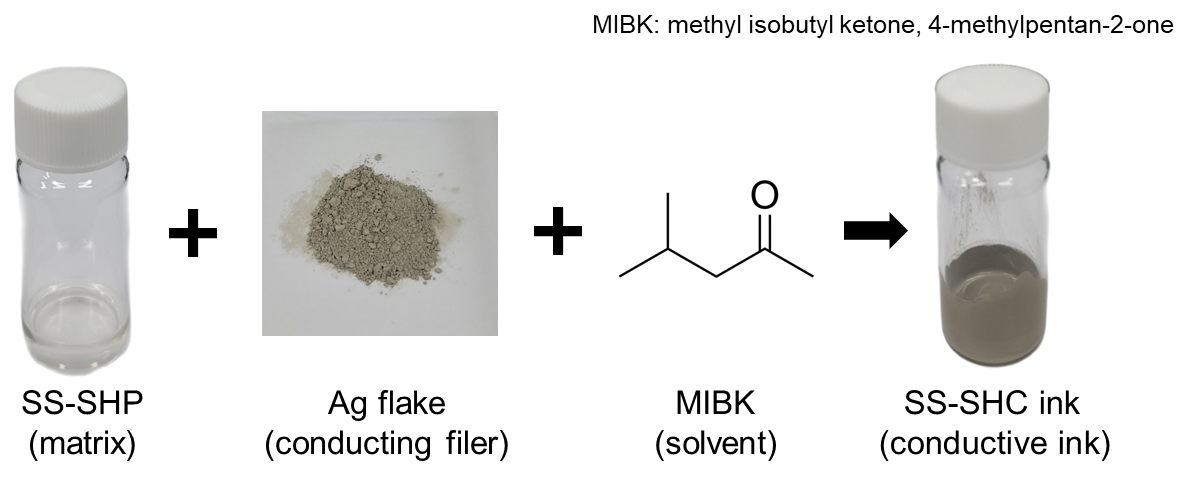 MIBK: methyl isobutyl ketone, 4-methylpentan-2-one
O
SS-SHP
(matrix)
Ag flake
(conducting filer)
MIBK
(solvent)
SS-SHC ink
(conductive ink)